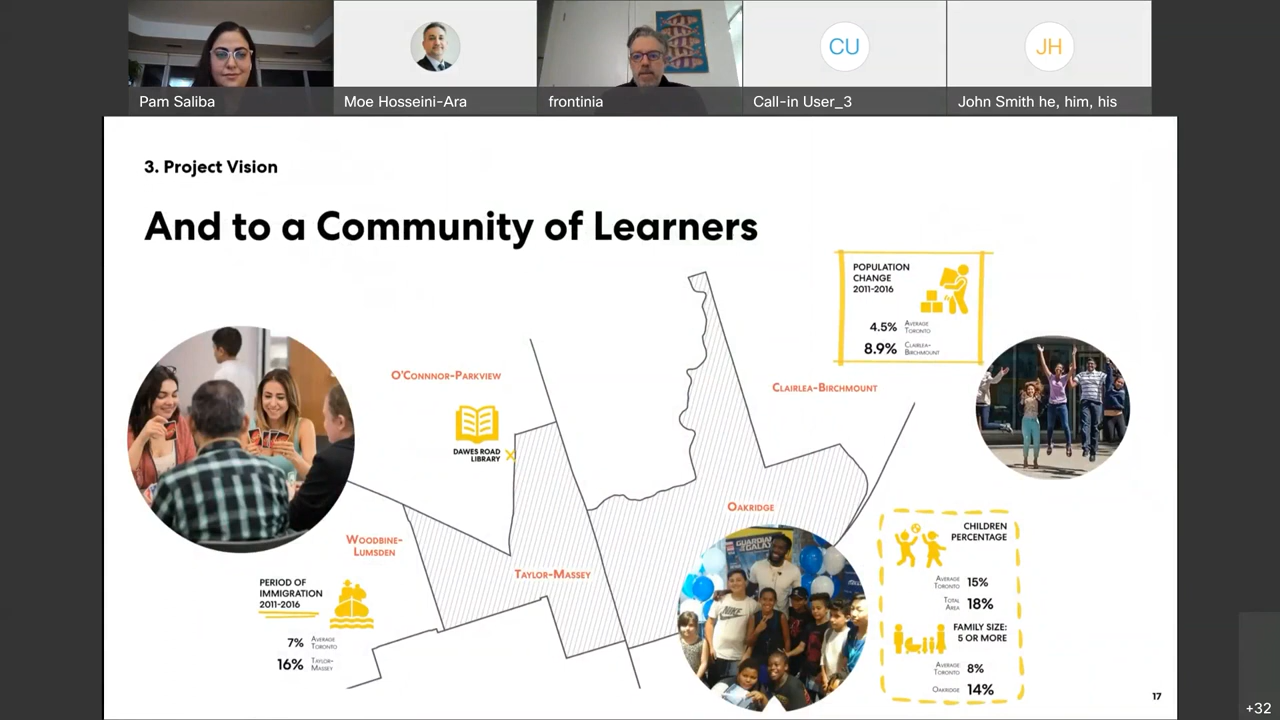 Pam Saliba
Moe Hosseini-Ara
frontinia
CU
Call-in User_3
JH
John Smith he, him, his
3. Project Vision
And to a Community of Learners
POPULATION
CHANGE
2011-2016
4.5% AVERAGE
TORONTO
8.9% CLAIRLEA-
BIRCHMOUNT
O'CONNNOR-PARKVIEW
CLAIRLEA-BIRCHMOUNT
DAWES ROAD
LIBRARY
OAKRIDGE
WOODBINE-
LUMSDEN
TAYLOR-MASSEY
GUARDIANS
GALAXY
NIKE
PERIOD OF
IMMIGRATION
2011-2016
7% AVERAGE
TORONTO
16% TAYLOR-
MASSEY
CHILDREN
PERCENTAGE
AVERAGE
TORONTO 15%
TOTAL
AREA 18%
FAMILY SIZE:
5 OR MORE
AVERAGE
TORONTO 8%
OAKRIDGE 14%
17
+32